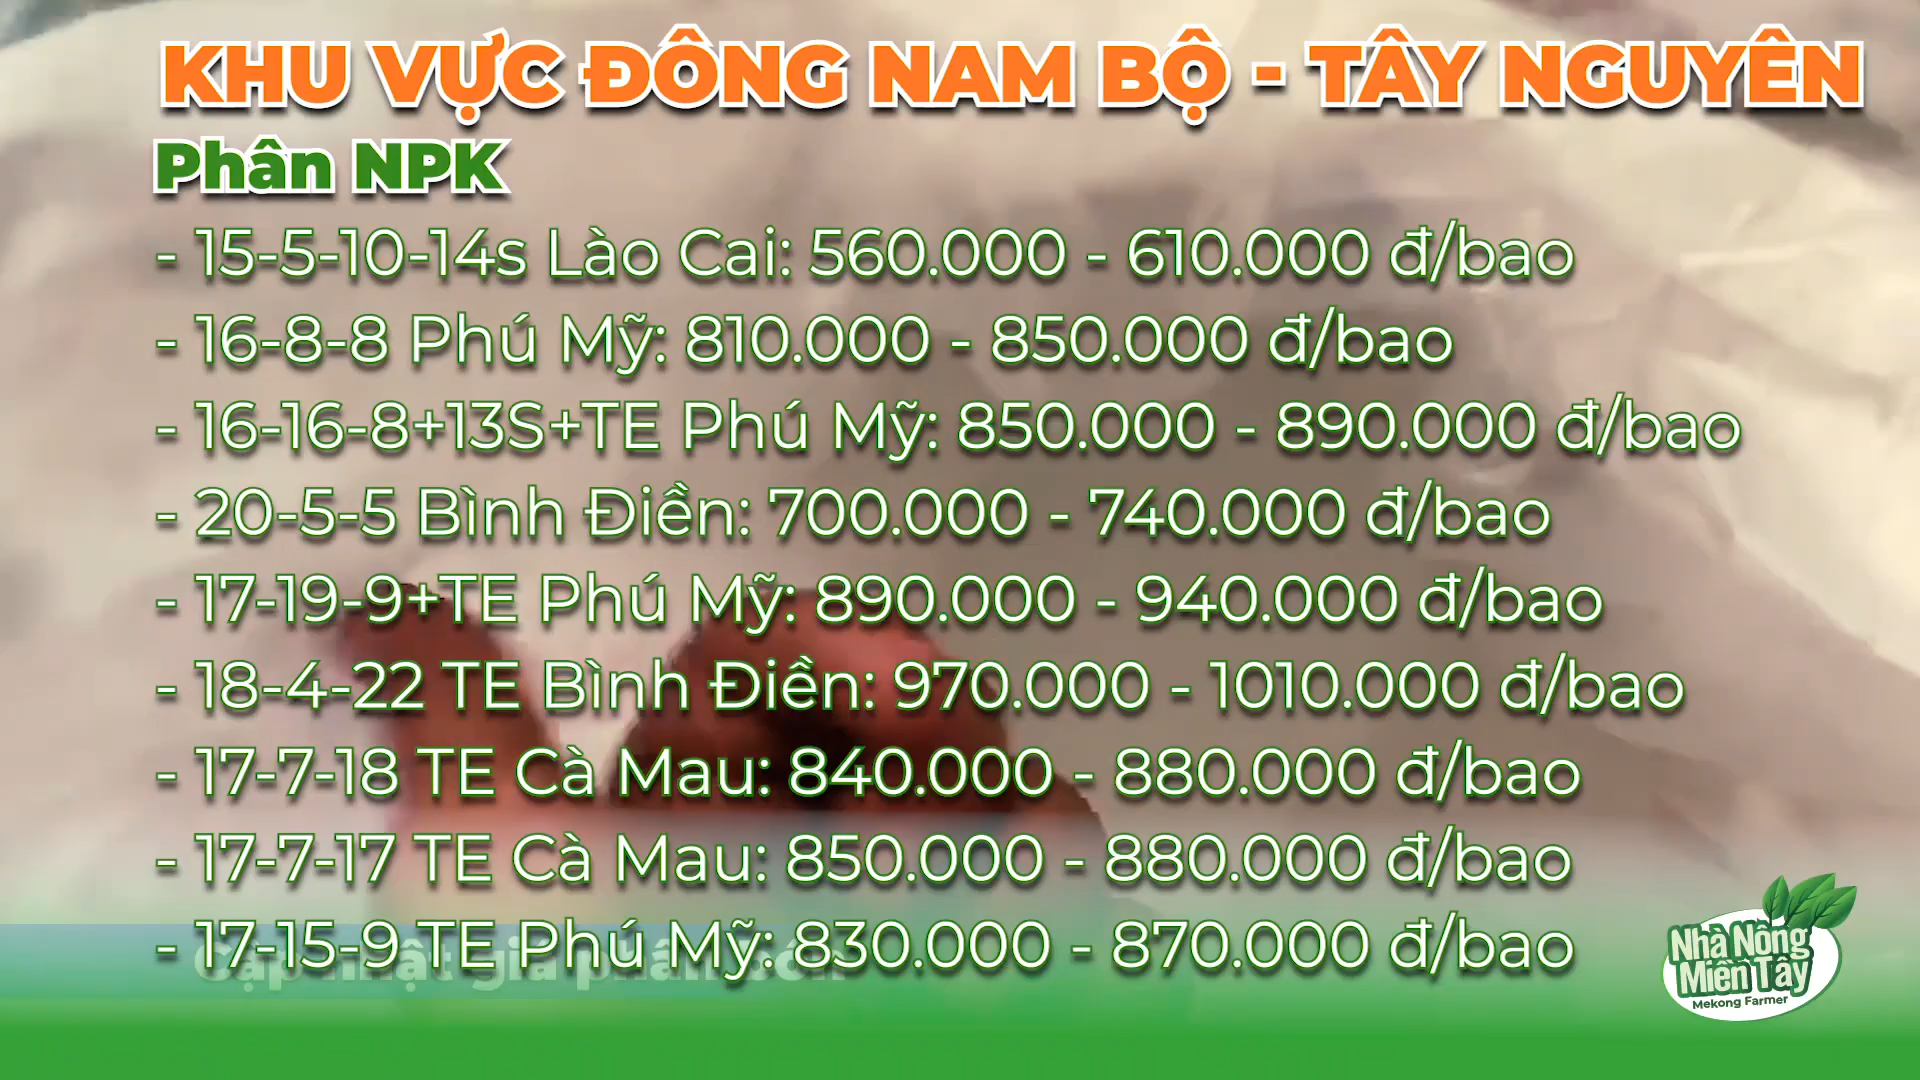 KHU VỰC ĐÔNG NAM BỘ - TÂY NGUYÊN
Phân NPK
- 15-5-10-14s Lào Cai: 560.000 - 610.000 đ/bao
- 16-8-8 Phú Mỹ: 810.000 - 850.000 đ/bao
- 16-16-8+13S+TE Phú Mỹ: 850.000 - 890.000 đ/bao
- 20-5-5 Bình Điền: 700.000 - 740.000 đ/bao
- 17-19-9+TE Phú Mỹ: 890.000 - 940.000 đ/bao
- 18-4-22 TE Bình Điền: 970.000 - 1010.000 đ/bao
- 17-7-18 TE Cà Mau: 840.000 - 880.000 đ/bao
- 17-7-17 TE Cà Mau: 850.000 - 880.000 đ/bao
- 17-15-9 TE Phú Mỹ: 830.000 - 870.000 đ/bao
Cập nhật giá phân bón
Nhà Nông
Miền Tây
Mekong Farmer